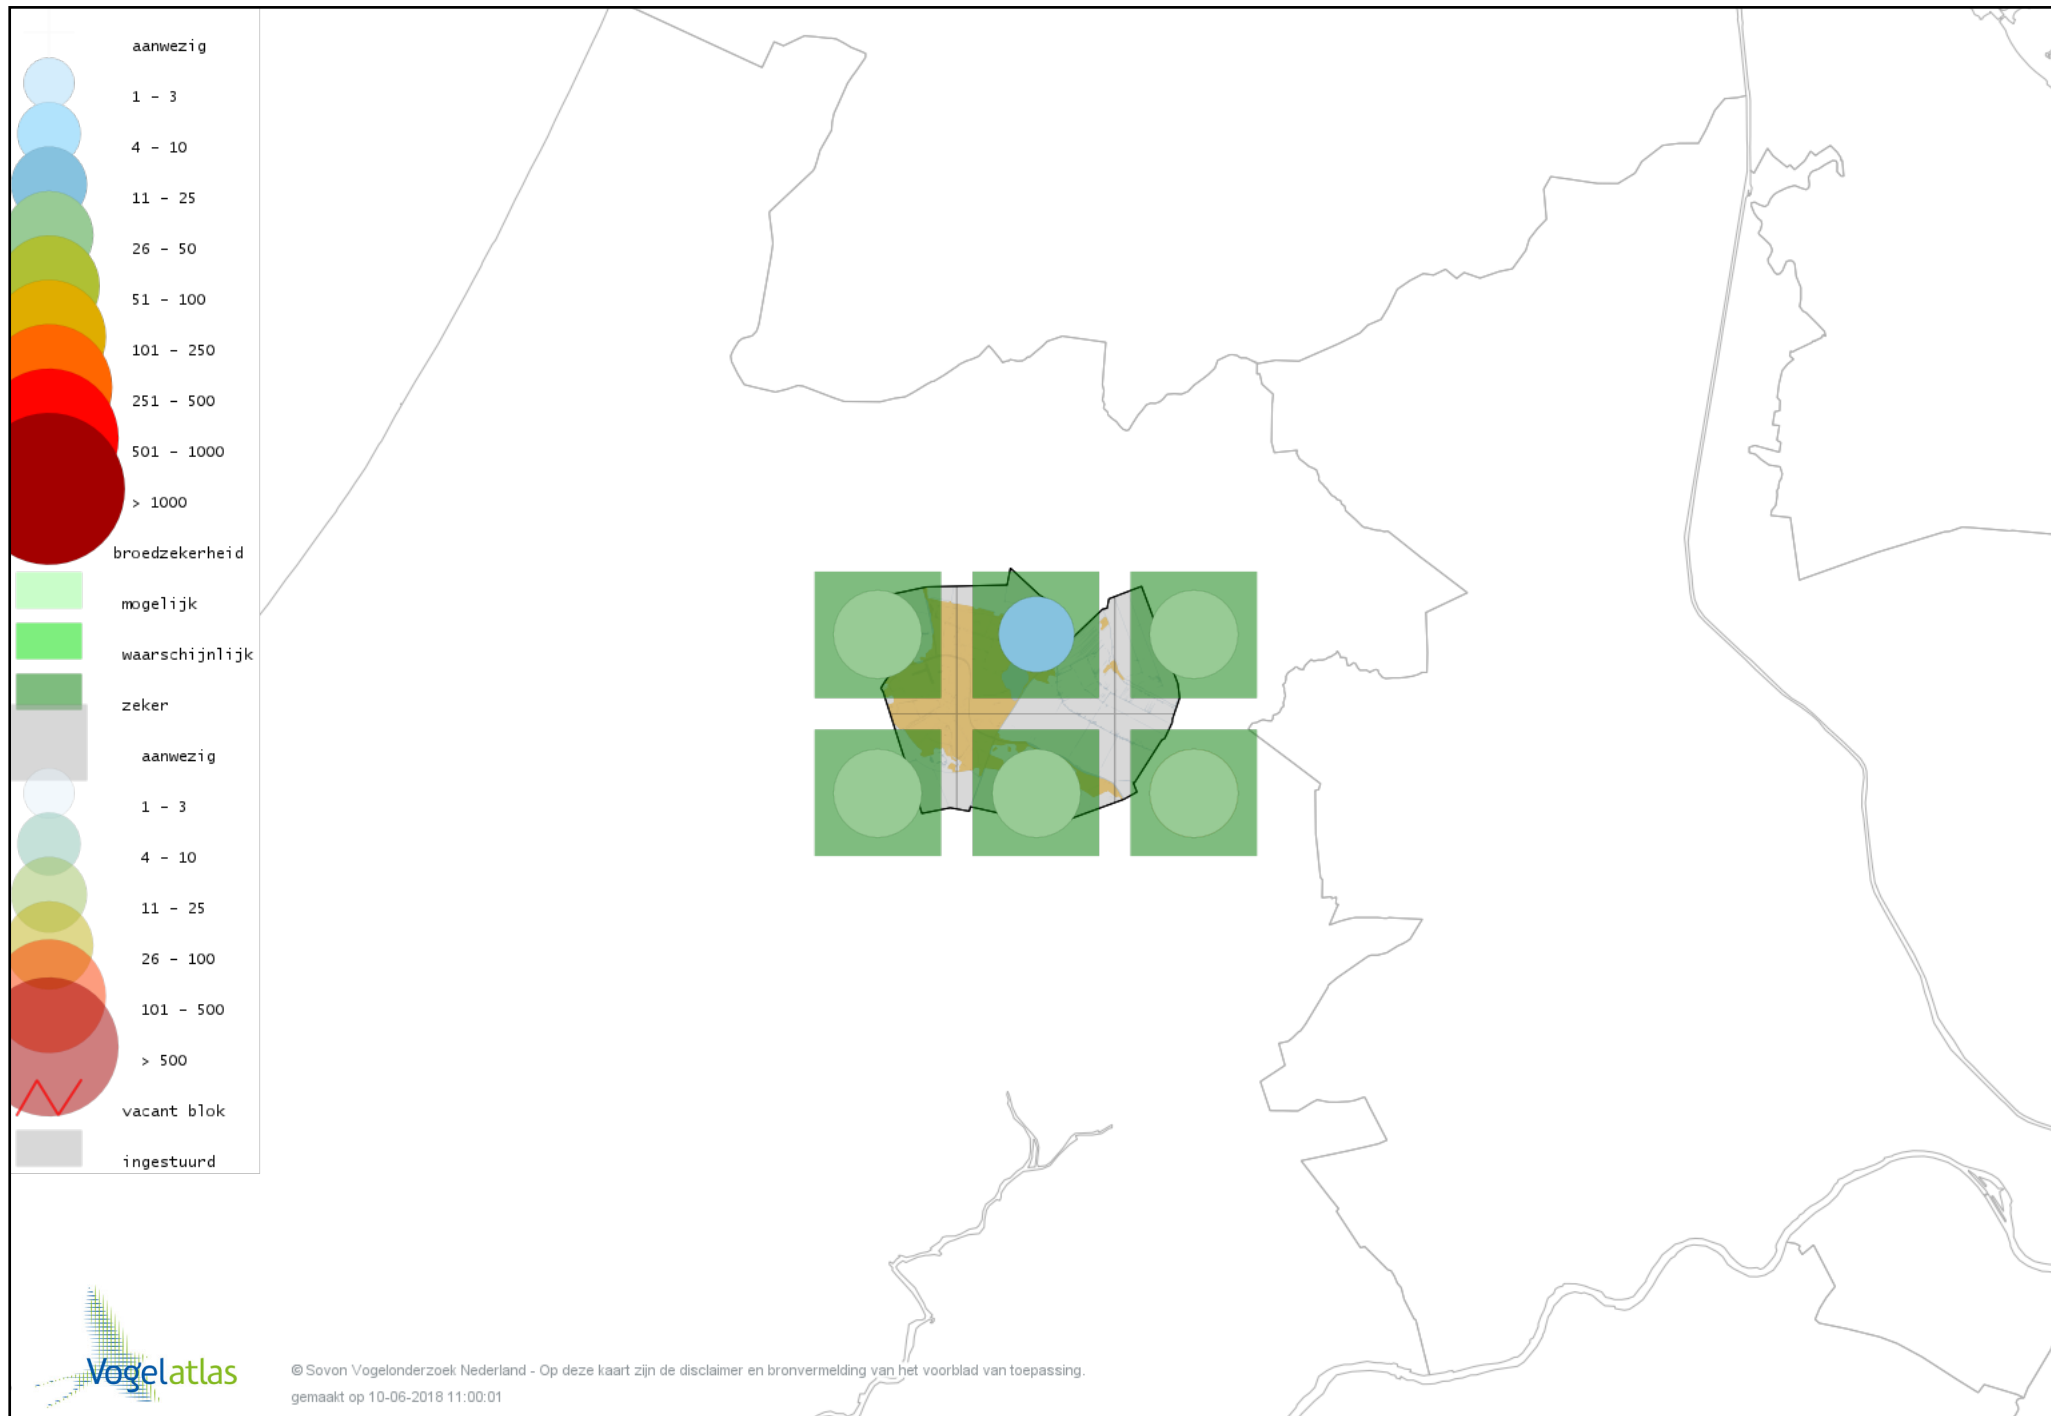 aanwezig
1 - 3
4 - 10
11 - 25
26 - 50
51 - 100
101 - 250
251 - 500
501 - 1000
> 1000
broedzekerheid
mogelijk
waarschijnlijk
zeker
aanwezig
1 - 3
4 - 10
11 - 25
26 - 100
101 - 500
> 500
vacant blok
ingestuurd
Vogelatlas
© Sovon Vogelonderzoek Nederland - Op deze kaart zijn de disclaimer en bronvermelding van het voorblad van toepassing.
gemaakt op 10-06-2018 11:00:01